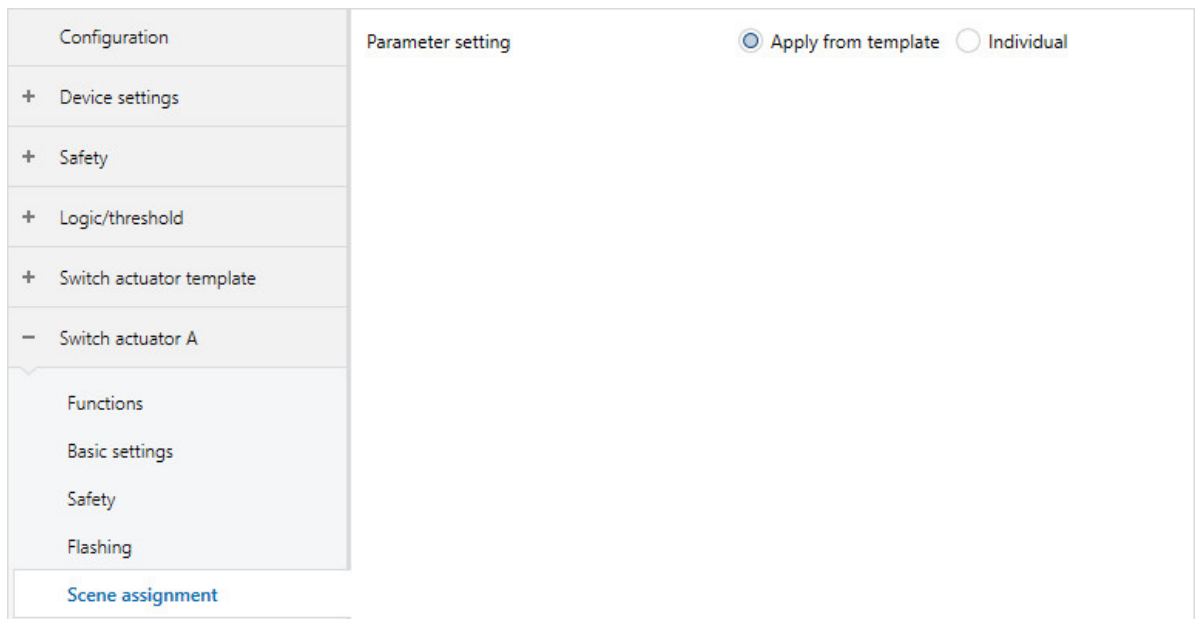 Configuration
Parameter setting
Apply from template
Individual
+ Device settings
+ Safety
+ Logic/threshold
+ Switch actuator template
− Switch actuator A
Functions
Basic settings
Safety
Flashing
Scene assignment